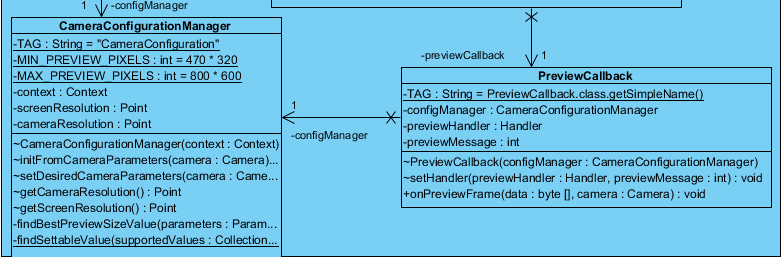 1
-configManager
CameraConfigurationManager
-TAG : String = "CameraConfiguration"
-MIN_PREVIEW_PIXELS : int = 470 * 320
-MAX_PREVIEW_PIXELS : int = 800 * 600
-context : Context
-screenResolution : Point
-cameraResolution : Point
~CameraConfigurationManager(context : Context)
~initFromCameraParameters(camera : Camera)...
~setDesiredCameraParameters(camera : Came...
~getCameraResolution() : Point
~getScreenResolution() : Point
-findBestPreviewSizeValue(parameters : Param...
-findSettableValue(supportedValues : Collection...
1
-configManager
-previewCallback
1
PreviewCallback
-TAG : String = PreviewCallback.class.getSimpleName()
-configManager : CameraConfigurationManager
-previewHandler : Handler
-previewMessage : int
~PreviewCallback(configManager : CameraConfigurationManager)
~setHandler(previewHandler : Handler, previewMessage : int) : void
+onPreviewFrame(data : byte [], camera : Camera) : void